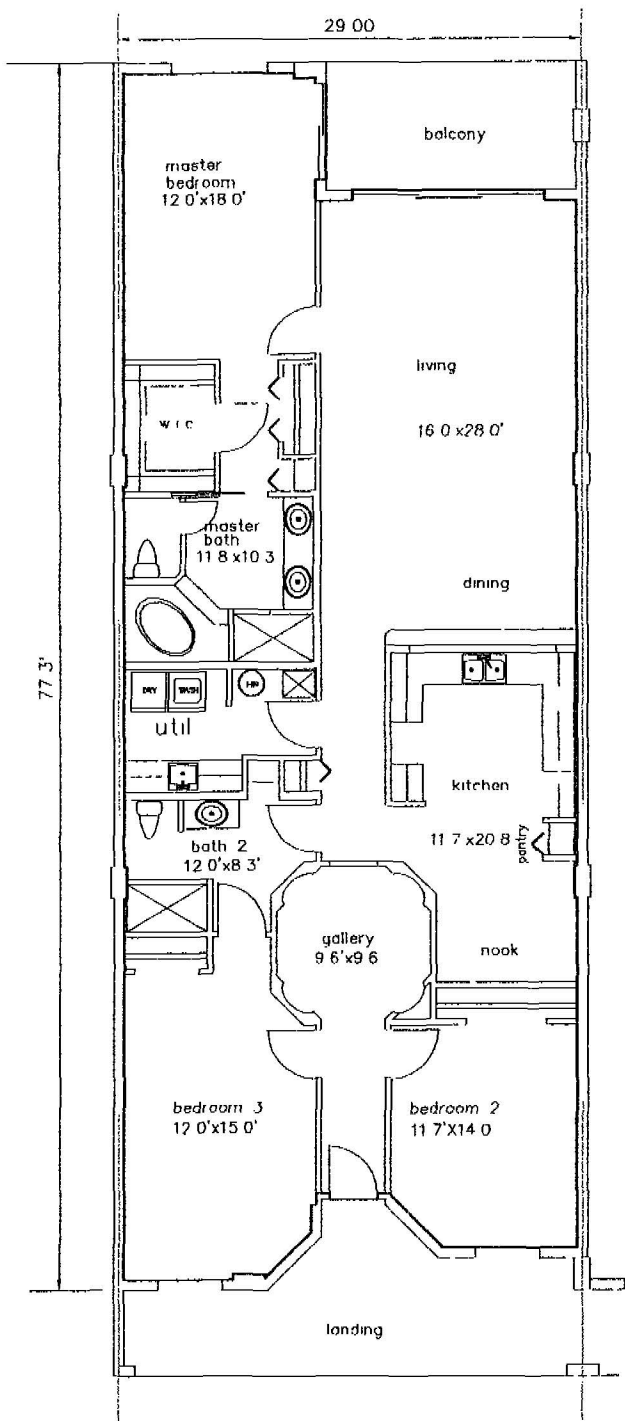 29 00
balcony
master
bedroom
12 0'x18 0'
living
16 0 x28 0'
w i c
master
bath
11 8 x10 3
dining
77 3'
DRY
WASH
util
kitchen
11 7 x20 8
pantry
bath 2
12 0'x8 3'
gallery
9 6'x9 6
nook
bedroom 3
12 0'x15 0'
bedroom 2
11 7'X14 0
landing